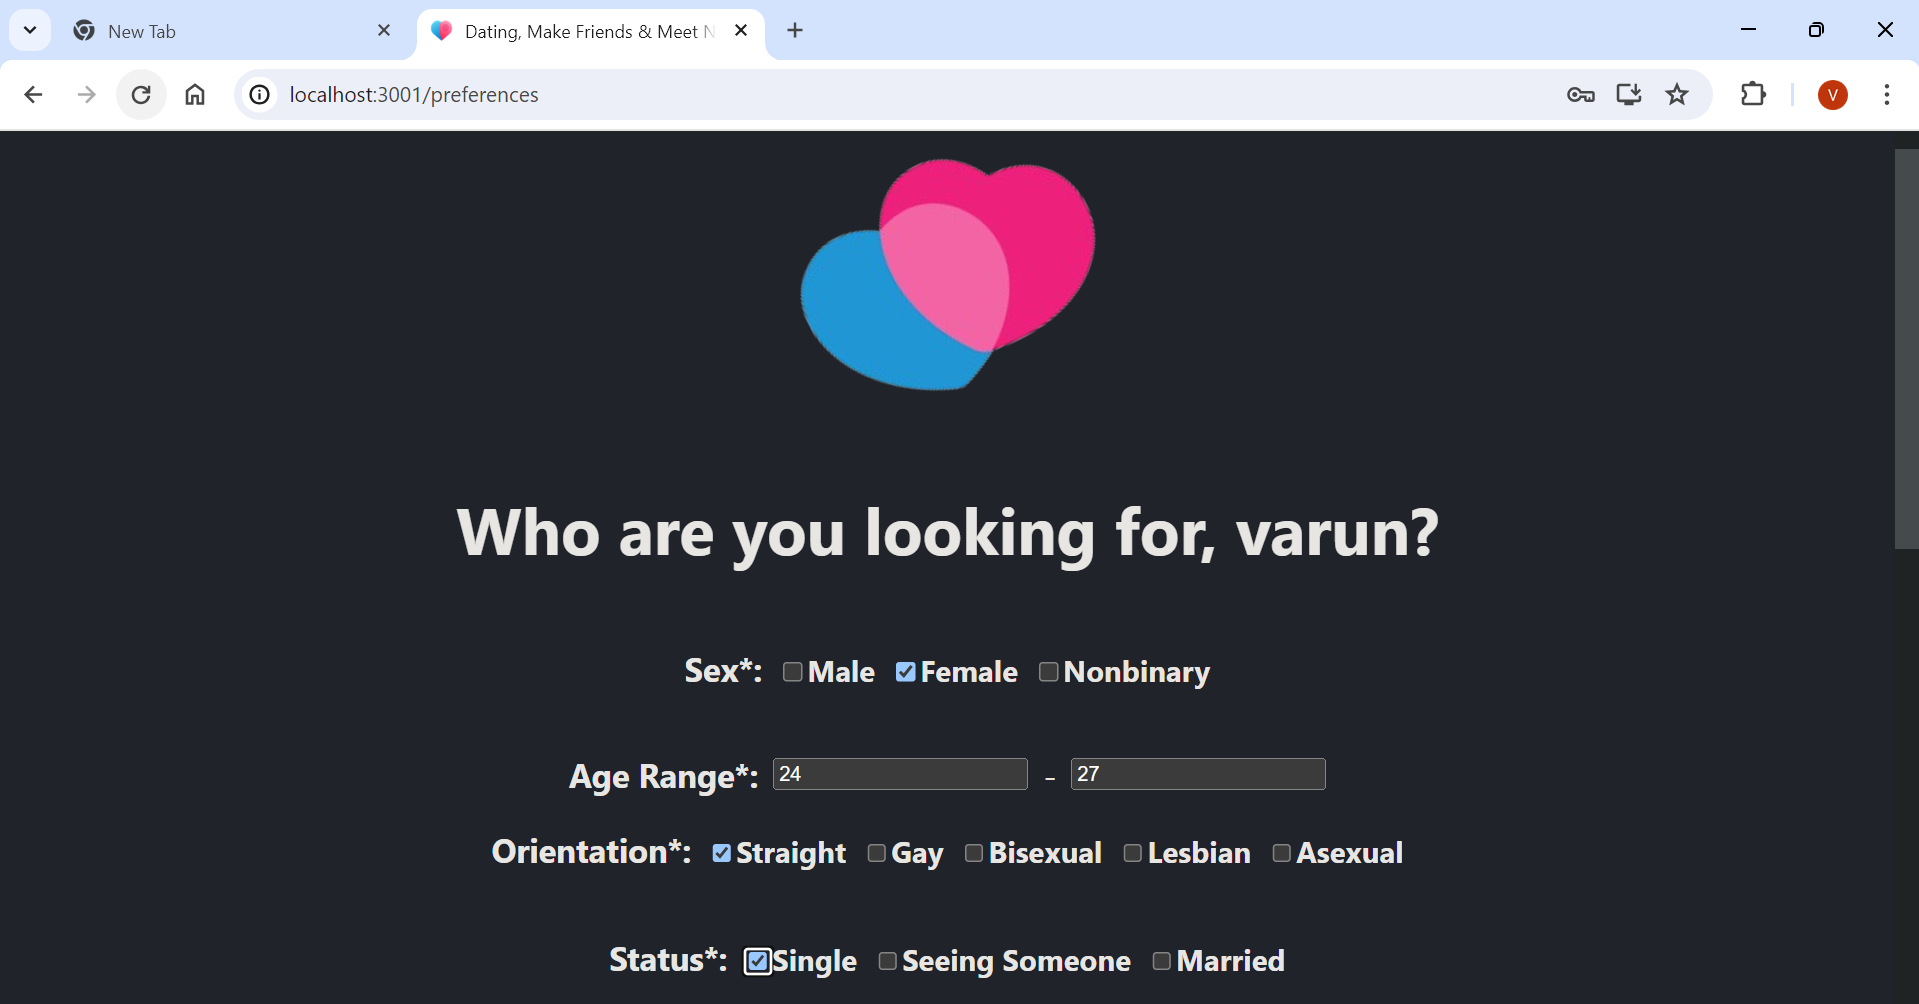 New Tab
Dating, Make Friends & Meet N
localhost:3001/preferences
V
Who are you looking for, varun?
Sex*: Male Female Nonbinary
Age Range*: 24 - 27
Orientation*: Straight Gay Bisexual Lesbian Asexual
Status*: Single Seeing Someone Married